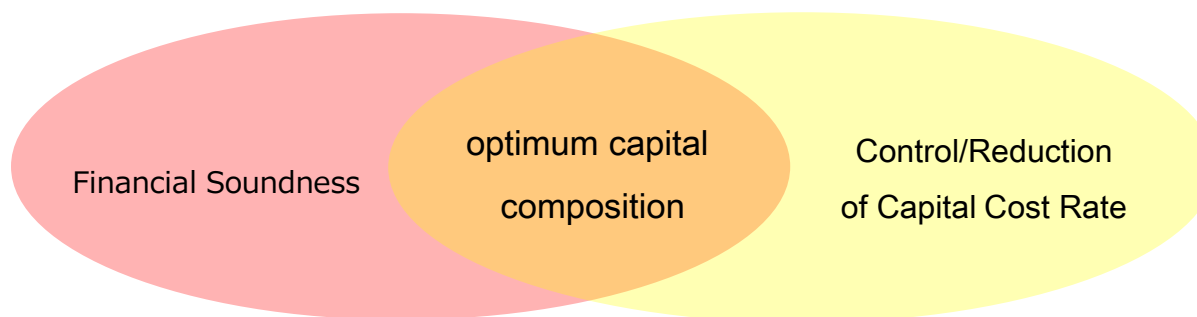 Financial Soundness
optimum capital
composition
Control/Reduction
of Capital Cost Rate